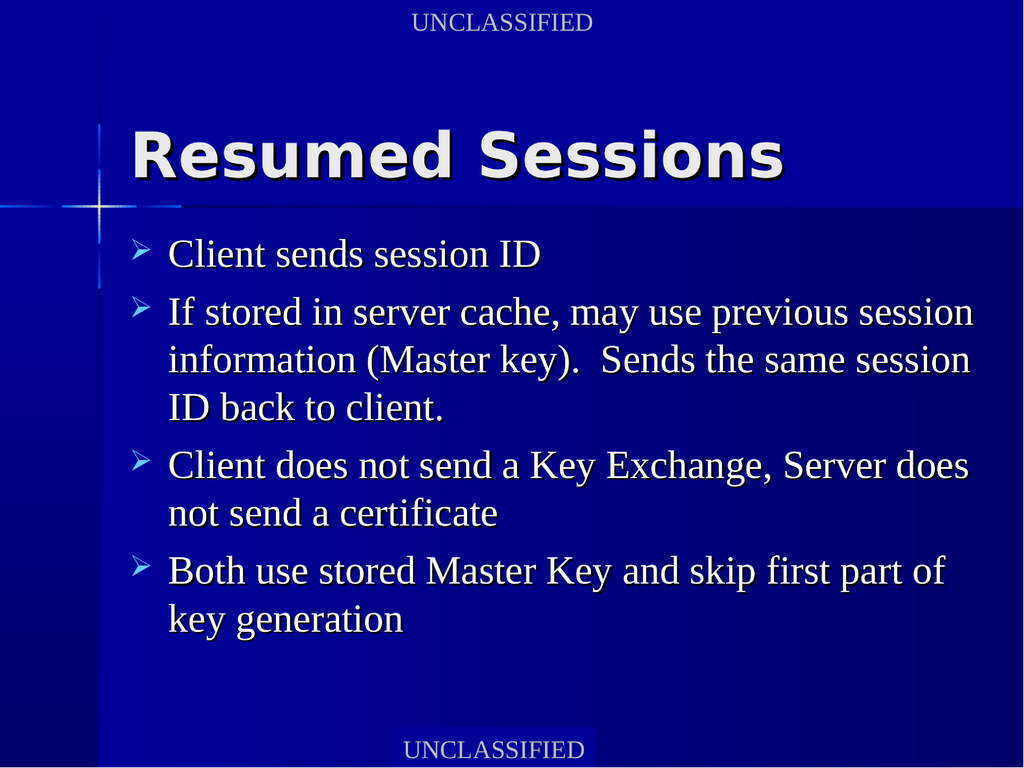 UNCLASSIFIED
Resumed Sessions
Client sends session ID
If stored in server cache, may use previous session
information (Master key).  Sends the same session
ID back to client.
Client does not send a Key Exchange, Server does
not send a certificate
Both use stored Master Key and skip first part of
key generation
UNCLASSIFIED